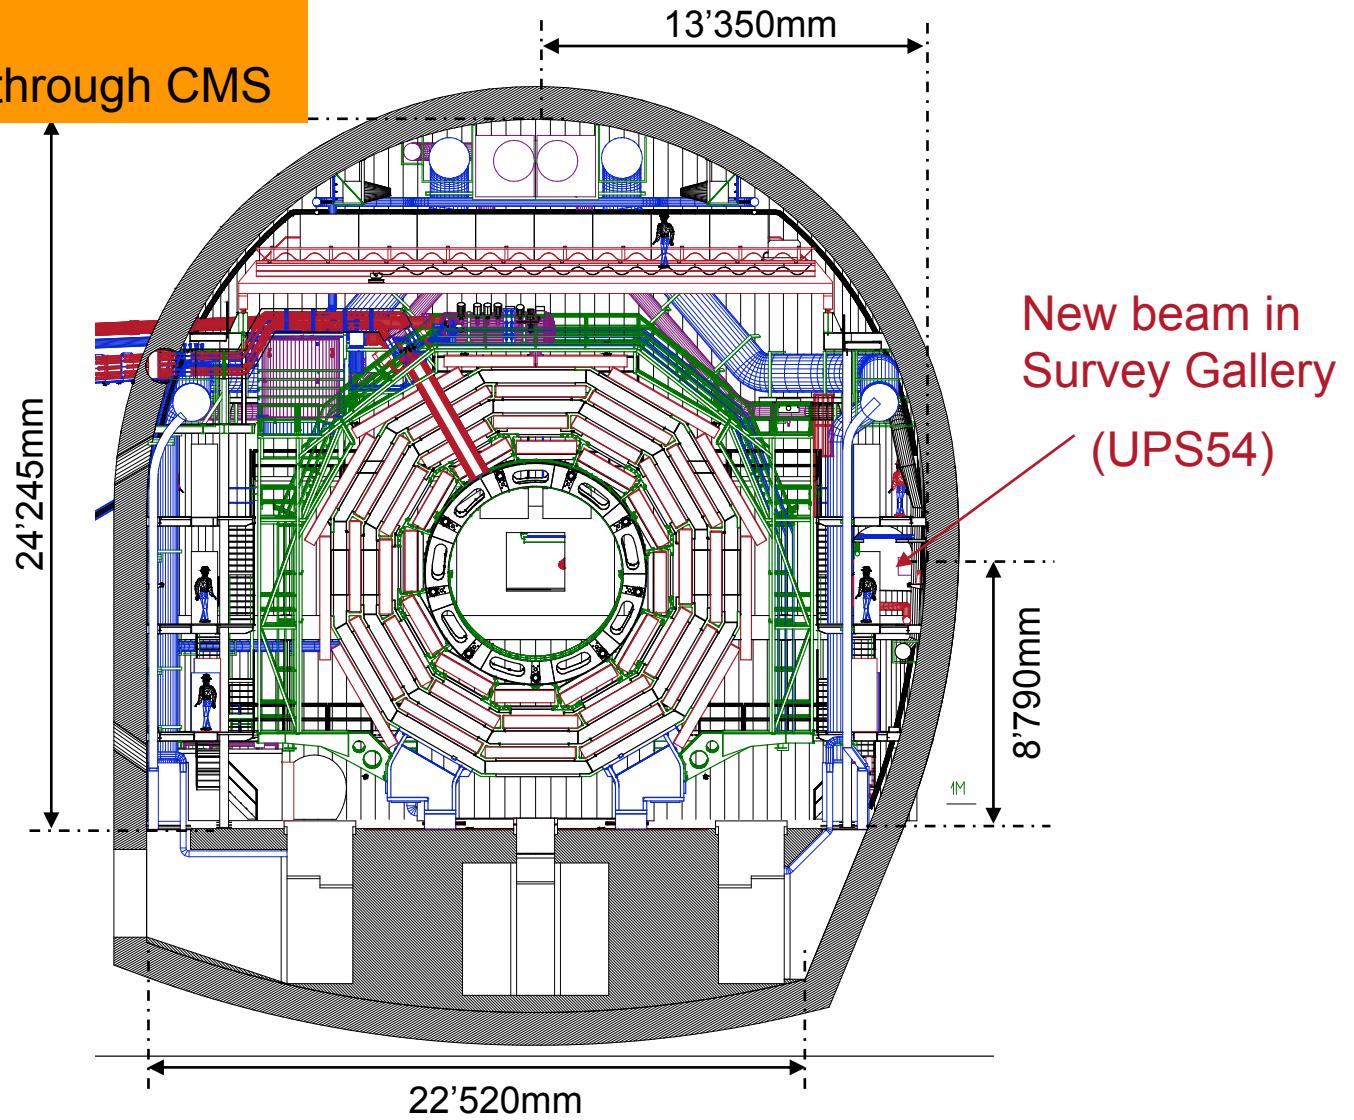 through CMS
13’350mm
24’245mm
New beam in
Survey Gallery
(UPS54)
8’790mm
1M
22’520mm